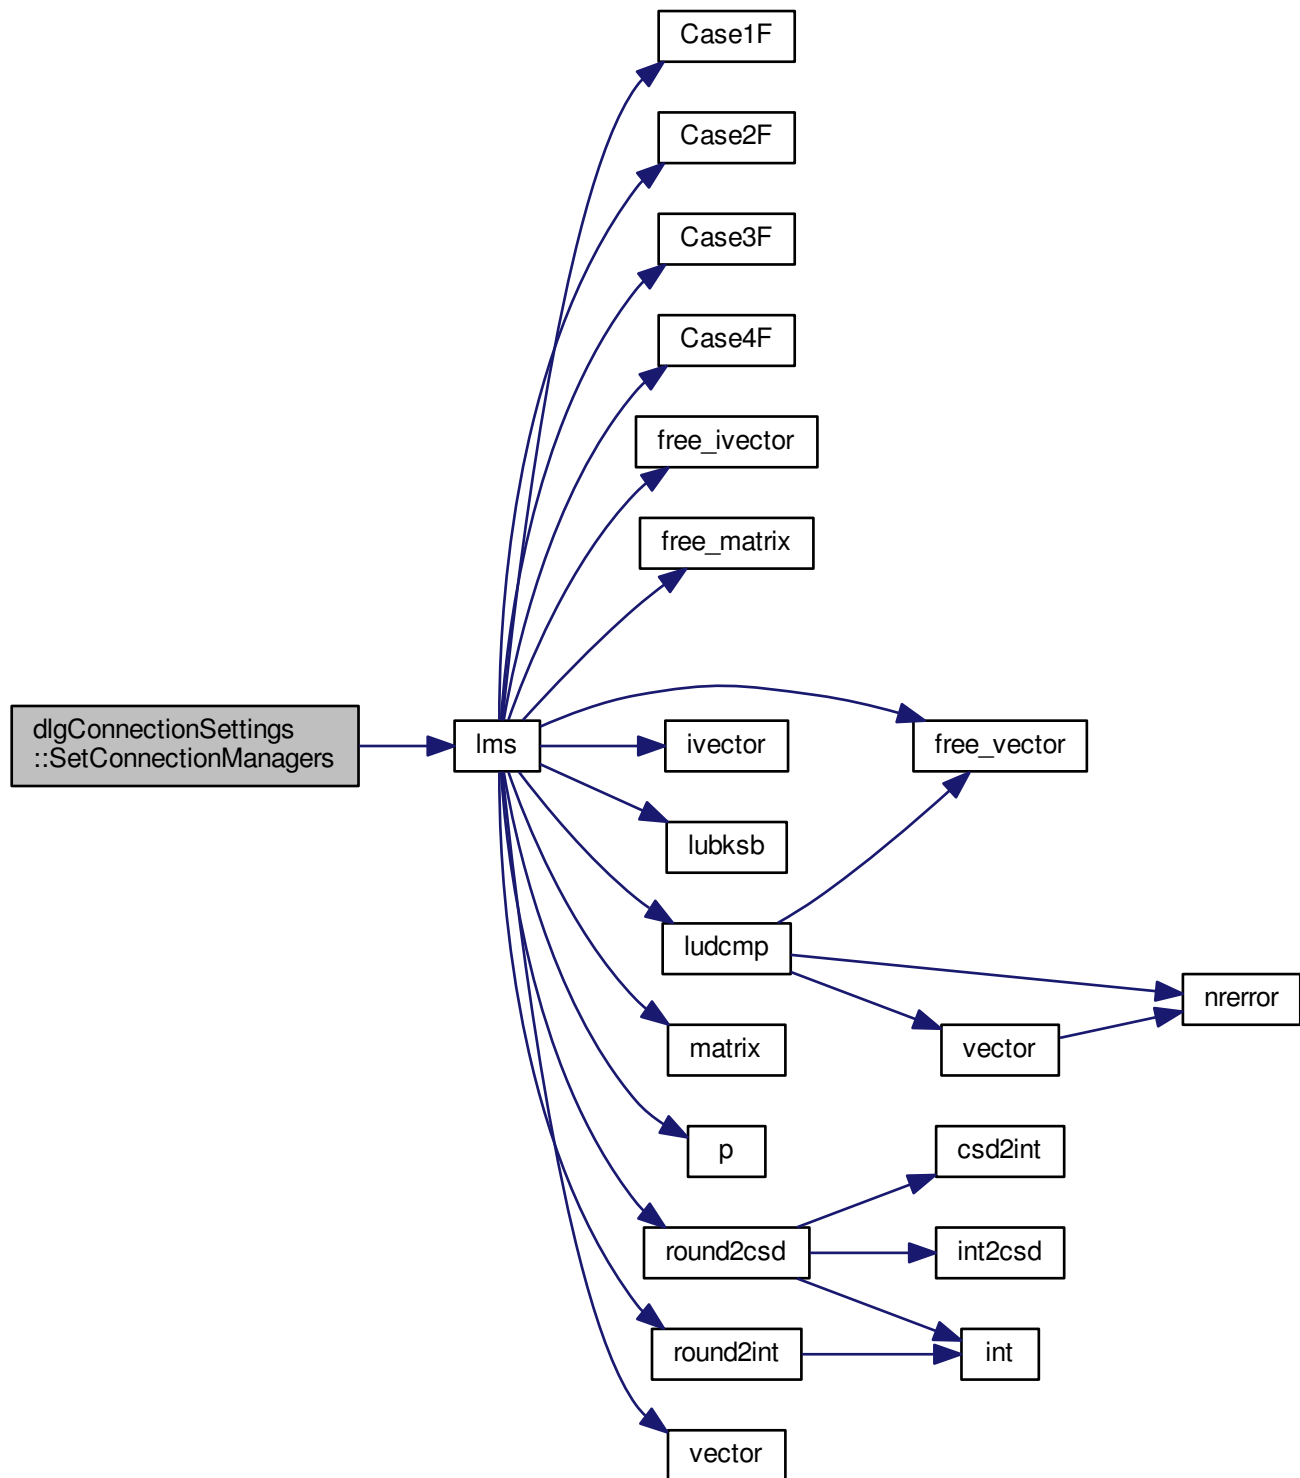 Case1F
Case2F
Case3F
Case4F
free_ivector
free_matrix
dlgConnectionSettings
::SetConnectionManagers
lms
ivector
free_vector
lubksb
ludcmp
nrerror
matrix
vector
p
csd2int
round2csd
int2csd
round2int
int
vector